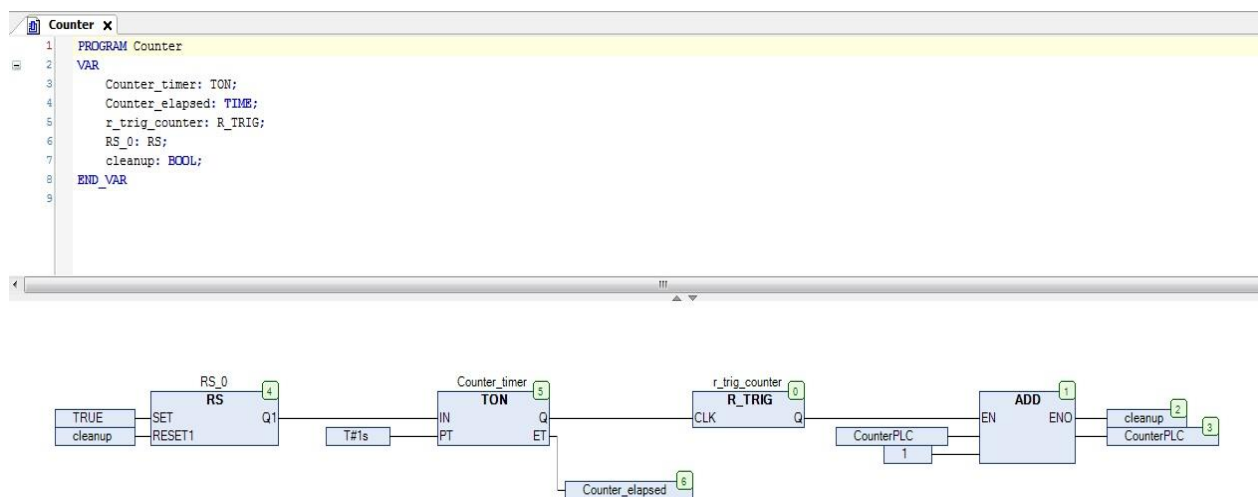 Counter x
1 PROGRAM Counter
2 VAR
3 Counter_timer: TON;
4 Counter_elapsed: TIME;
5 r_trig_counter: R_TRIG;
6 RS_0: RS;
7 cleanup: BOOL;
8 END_VAR
9
RS_0 4 Counter_timer 5 r_trig_counter 0 1
RS TON R_TRIG ADD
TRUE SET Q1 IN Q CLK Q EN ENO cleanup 2
cleanup RESET1 T#1s PT ET CounterPLC CounterPLC 3
1
Counter_elapsed 6